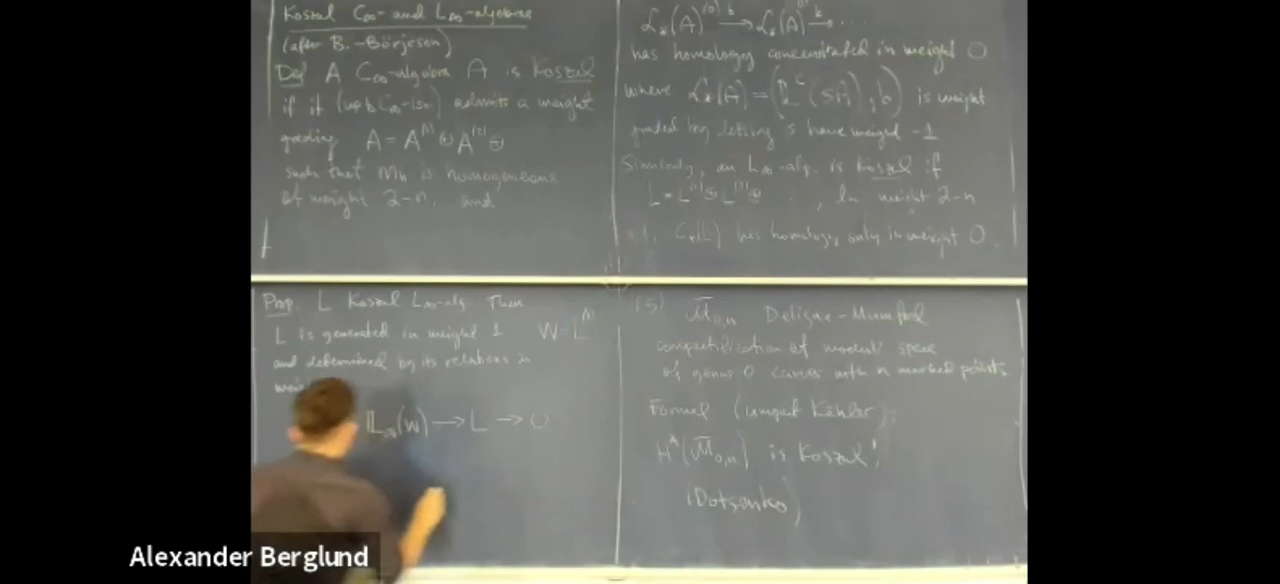 Koszul C∞- and L∞-algebras
(after B.-Börjeson)
Def A C∞-algebra A is Koszul
if it (up to C∞-iso) admits a weight
grading A = A^(1) ⊕ A^(2) ⊕
such that m_n is homogeneous
of weight 2-n, and
ℒ_*(A)^(0) →b ℒ_*(A)^(1) →b ...
has homology concentrated in weight 0
where ℒ_*(A) = (𝕃^c(sA), b) is weight
graded by letting s have weight -1
Similarly, an L∞-alg. is Koszul if
L = L^(1) ⊕ L^(2) ⊕ , l_n weight 2-n
s.t. C_*(L) has homology only in weight 0.
Prop. L Koszul L∞-alg. Then
L is generated in weight 1 W = L^(1)
and determined by its relations in
𝕃∞(W) → L → 0
(5) M̄_{0,n} Deligne-Mumford
compactification of moduli space
of genus 0 curves with n marked points
Formal (compact Kähler);
H^*(M̄_{0,n}) is Koszul!
(Dotsenko)
Alexander Berglund